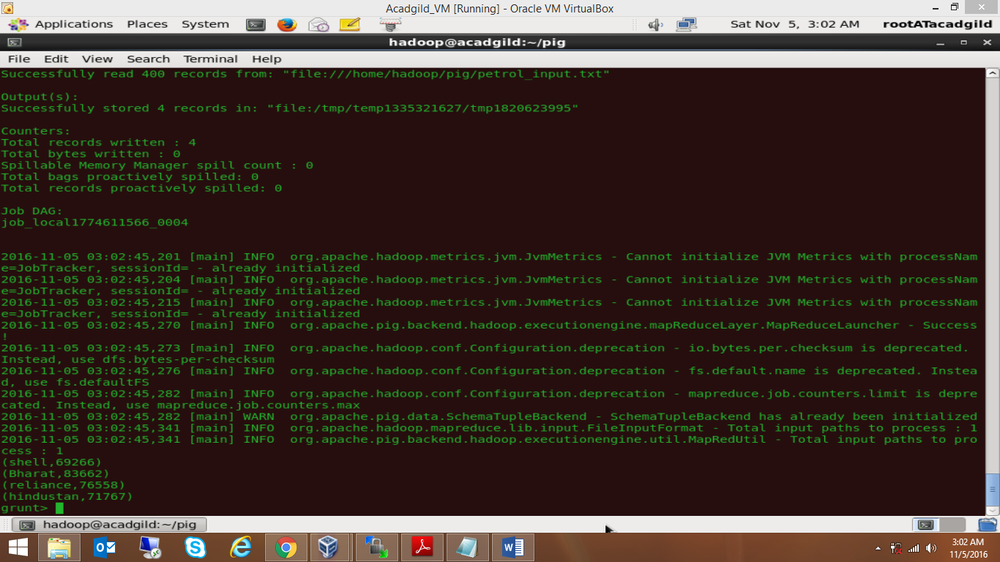 Acadgild_VM [Running] - Oracle VM VirtualBox
Applications Places System Sat Nov 5, 3:02 AM rootATacadgild
hadoop@acadgild:~/pig
File Edit View Search Terminal Help
Successfully read 400 records from: "file:///home/hadoop/pig/petrol_input.txt"
Output(s):
Successfully stored 4 records in: "file:/tmp/temp1335321627/tmp1820623995"
Counters:
Total records written : 4
Total bytes written : 0
Spillable Memory Manager spill count : 0
Total bags proactively spilled: 0
Total records proactively spilled: 0
Job DAG:
job_local1774611566_0004
2016-11-05 03:02:45,201 [main] INFO  org.apache.hadoop.metrics.jvm.JvmMetrics - Cannot initialize JVM Metrics with processNam
e=JobTracker, sessionId= - already initialized
2016-11-05 03:02:45,204 [main] INFO  org.apache.hadoop.metrics.jvm.JvmMetrics - Cannot initialize JVM Metrics with processNam
e=JobTracker, sessionId= - already initialized
2016-11-05 03:02:45,215 [main] INFO  org.apache.hadoop.metrics.jvm.JvmMetrics - Cannot initialize JVM Metrics with processNam
e=JobTracker, sessionId= - already initialized
2016-11-05 03:02:45,270 [main] INFO  org.apache.pig.backend.hadoop.executionengine.mapReduceLayer.MapReduceLauncher - Success
!
2016-11-05 03:02:45,273 [main] INFO  org.apache.hadoop.conf.Configuration.deprecation - io.bytes.per.checksum is deprecated.
Instead, use dfs.bytes-per-checksum
2016-11-05 03:02:45,276 [main] INFO  org.apache.hadoop.conf.Configuration.deprecation - fs.default.name is deprecated. Instea
d, use fs.defaultFS
2016-11-05 03:02:45,282 [main] INFO  org.apache.hadoop.conf.Configuration.deprecation - mapreduce.job.counters.limit is depre
cated. Instead, use mapreduce.job.counters.max
2016-11-05 03:02:45,282 [main] WARN  org.apache.pig.data.SchemaTupleBackend - SchemaTupleBackend has already been initialized
2016-11-05 03:02:45,341 [main] INFO  org.apache.hadoop.mapreduce.lib.input.FileInputFormat - Total input paths to process : 1
2016-11-05 03:02:45,341 [main] INFO  org.apache.pig.backend.hadoop.executionengine.util.MapRedUtil - Total input paths to pro
cess : 1
(shell,69266)
(Bharat,83662)
(reliance,76558)
(hindustan,71767)
grunt>
hadoop@acadgild:~/pig
3:02 AM
11/5/2016